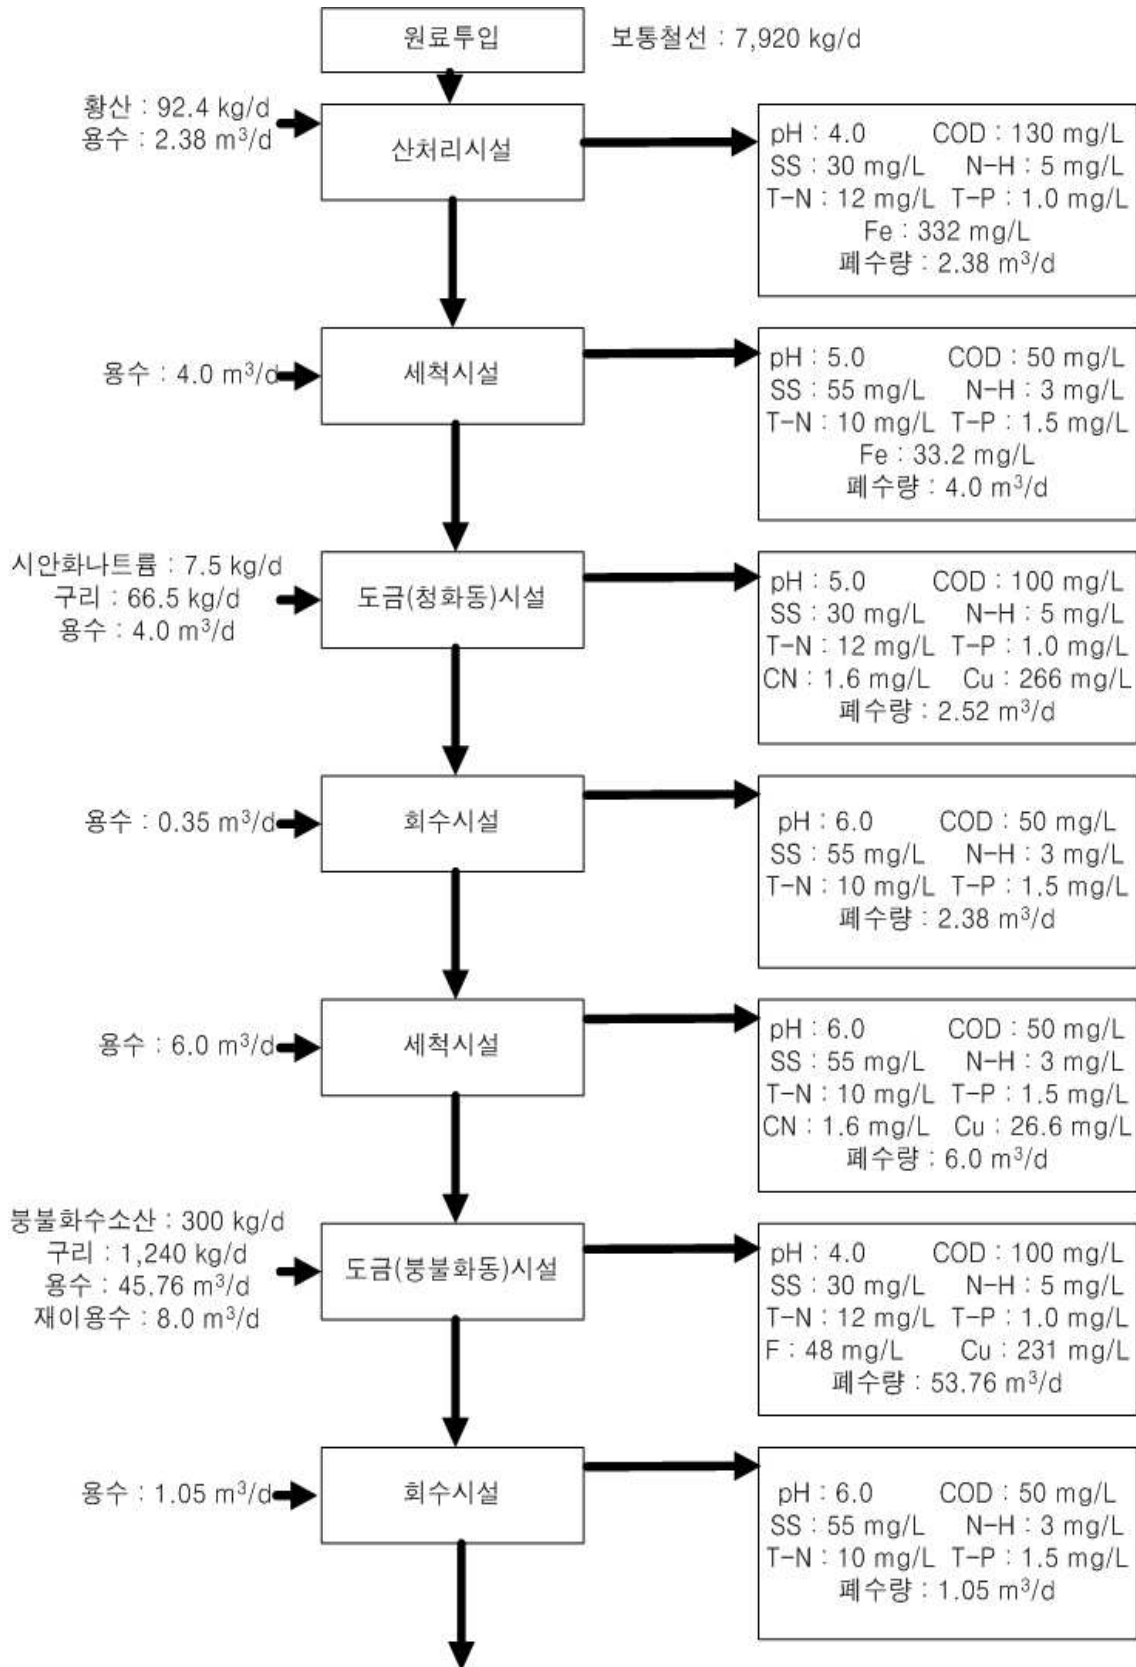 원료투입
보통철선 : 7,920 kg/d
황산 : 92.4 kg/d
용수 : 2.38 m³/d
산처리시설
pH : 4.0 COD : 130 mg/L
SS : 30 mg/L N-H : 5 mg/L
T-N : 12 mg/L T-P : 1.0 mg/L
Fe : 332 mg/L
폐수량 : 2.38 m³/d
용수 : 4.0 m³/d
세척시설
pH : 5.0 COD : 50 mg/L
SS : 55 mg/L N-H : 3 mg/L
T-N : 10 mg/L T-P : 1.5 mg/L
Fe : 33.2 mg/L
폐수량 : 4.0 m³/d
시안화나트륨 : 7.5 kg/d
구리 : 66.5 kg/d
용수 : 4.0 m³/d
도금(청화동)시설
pH : 5.0 COD : 100 mg/L
SS : 30 mg/L N-H : 5 mg/L
T-N : 12 mg/L T-P : 1.0 mg/L
CN : 1.6 mg/L Cu : 266 mg/L
폐수량 : 2.52 m³/d
용수 : 0.35 m³/d
회수시설
pH : 6.0 COD : 50 mg/L
SS : 55 mg/L N-H : 3 mg/L
T-N : 10 mg/L T-P : 1.5 mg/L
폐수량 : 2.38 m³/d
용수 : 6.0 m³/d
세척시설
pH : 6.0 COD : 50 mg/L
SS : 55 mg/L N-H : 3 mg/L
T-N : 10 mg/L T-P : 1.5 mg/L
CN : 1.6 mg/L Cu : 26.6 mg/L
폐수량 : 6.0 m³/d
붕불화수소산 : 300 kg/d
구리 : 1,240 kg/d
용수 : 45.76 m³/d
재이용수 : 8.0 m³/d
도금(붕불화동)시설
pH : 4.0 COD : 100 mg/L
SS : 30 mg/L N-H : 5 mg/L
T-N : 12 mg/L T-P : 1.0 mg/L
F : 48 mg/L Cu : 231 mg/L
폐수량 : 53.76 m³/d
용수 : 1.05 m³/d
회수시설
pH : 6.0 COD : 50 mg/L
SS : 55 mg/L N-H : 3 mg/L
T-N : 10 mg/L T-P : 1.5 mg/L
폐수량 : 1.05 m³/d